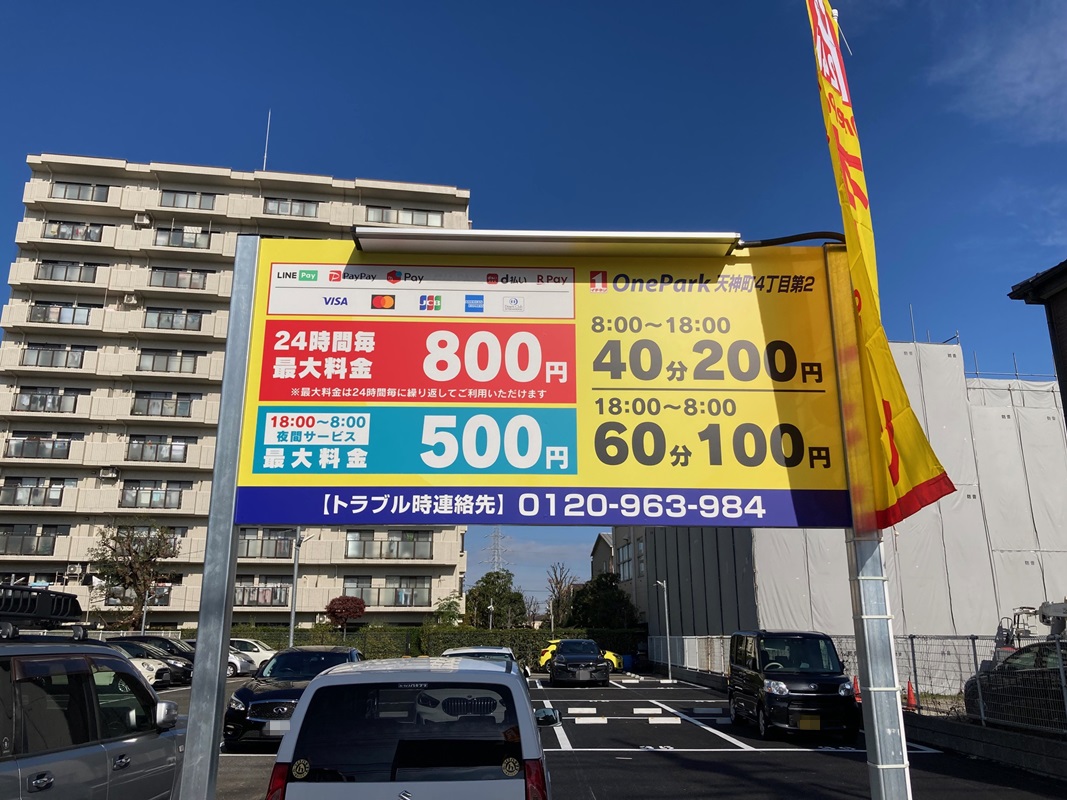 LINE Pay PayPay Pay d払い R Pay
VISA JCB
OnePark 天神町4丁目第2
24時間毎
最大料金 800円
※最大料金は24時間毎に繰り返してご利用いただけます
18:00〜8:00
夜間サービス
最大料金 500円
8:00〜18:00
40分200円
18:00〜8:00
60分100円
【トラブル時連絡先】0120-963-984